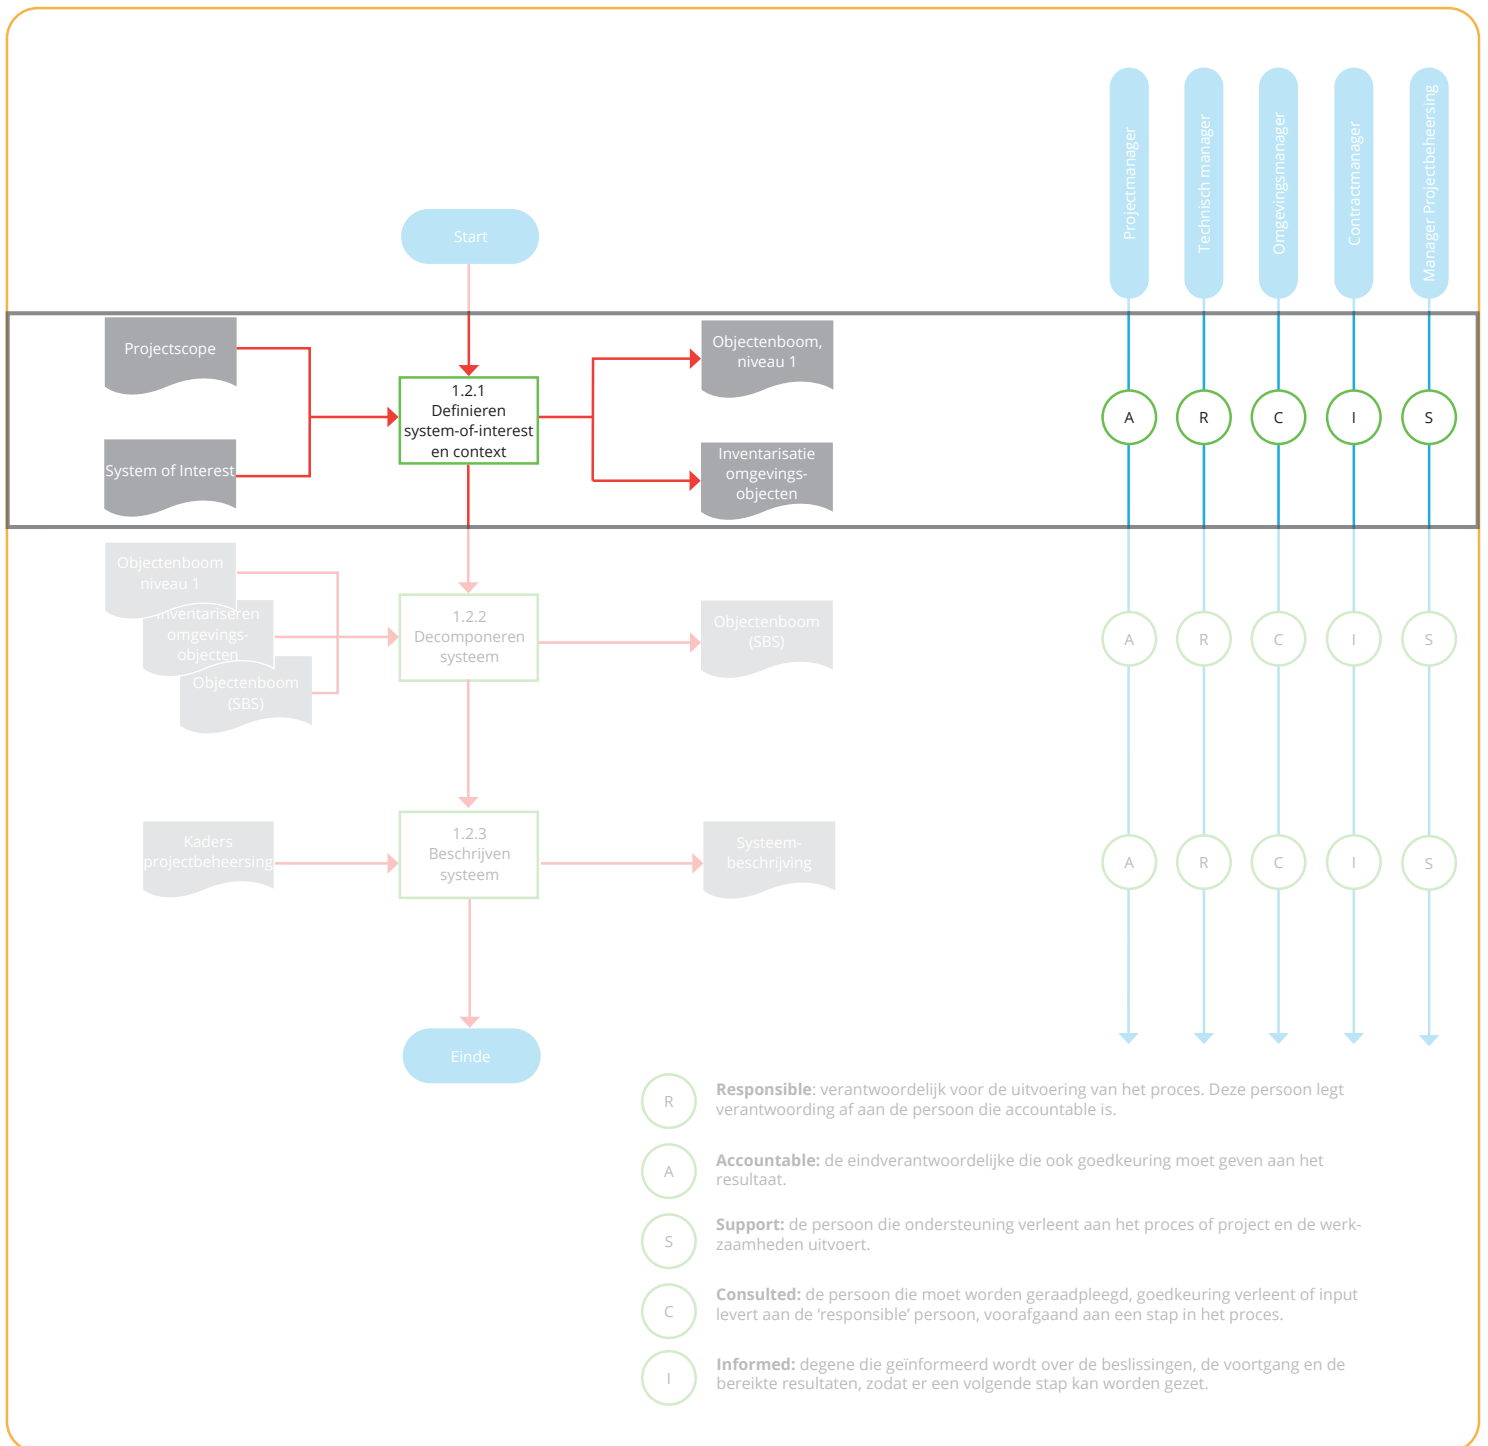 Projectmanager
Technisch manager
Omgevingsmanager
Contractmanager
Manager Projectbeheersing
Start
Projectscope
System of Interest
1.2.1
Definieren
system-of-interest
en context
Objectenboom,
niveau 1
Inventarisatie
omgevings-
objecten
A
R
C
I
S
Objectenboom
niveau 1
Inventariseren
omgevings-
objecten
Objectenboom
(SBS)
1.2.2
Decomponeren
systeem
Objectenboom
(SBS)
A
R
C
I
S
Kaders
projectbeheersing
1.2.3
Beschrijven
systeem
Systeem-
beschrijving
A
R
C
I
S
Einde
R
Responsible: verantwoordelijk voor de uitvoering van het proces. Deze persoon legt
verantwoording af aan de persoon die accountable is.
A
Accountable: de eindverantwoordelijke die ook goedkeuring moet geven aan het
resultaat.
S
Support: de persoon die ondersteuning verleent aan het proces of project en de werk-
zaamheden uitvoert.
C
Consulted: de persoon die moet worden geraadpleegd, goedkeuring verleent of input
levert aan de ‘responsible’ persoon, voorafgaand aan een stap in het proces.
I
Informed: degene die geïnformeerd wordt over de beslissingen, de voortgang en de
bereikte resultaten, zodat er een volgende stap kan worden gezet.